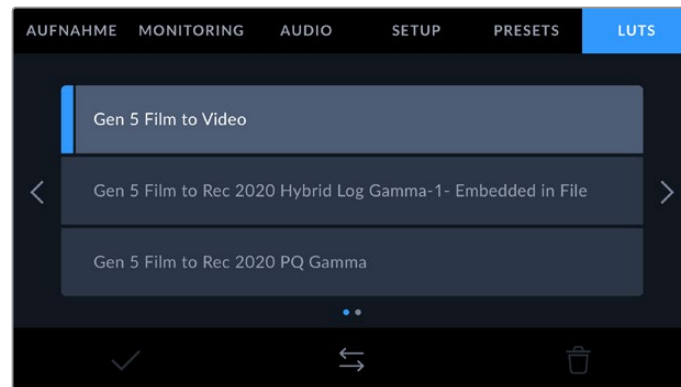 AUFNAHME MONITORING AUDIO SETUP PRESETS LUTS
Gen 5 Film to Video
Gen 5 Film to Rec 2020 Hybrid Log Gamma-1- Embedded in File
Gen 5 Film to Rec 2020 PQ Gamma